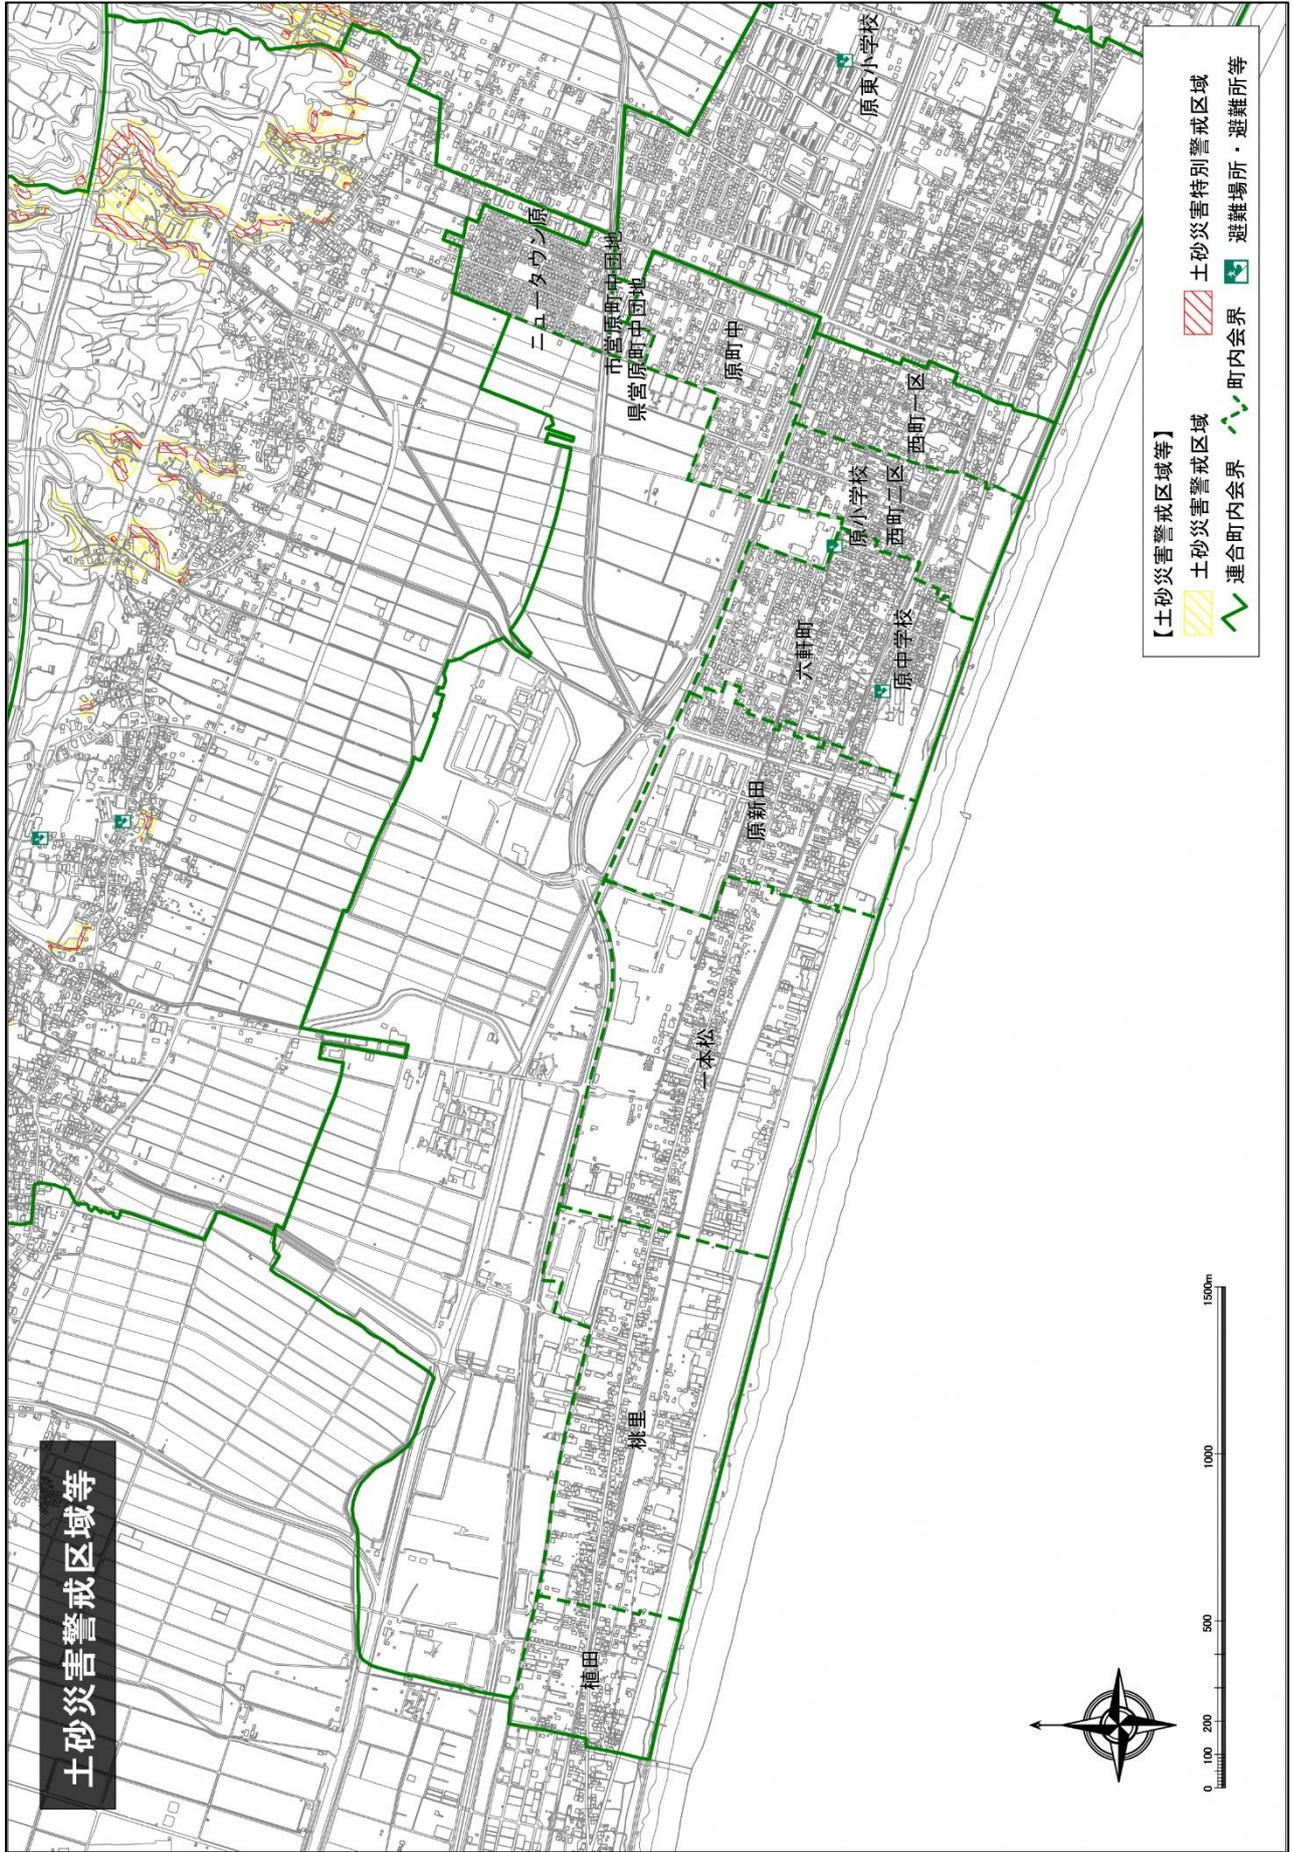 土砂災害警戒区域等
ニュータウン原
市営原町中団地
県営原町中団地
原町中
原東小学校
西町一区
原小学校
西町二区
六軒町
原中学校
原新田
一本松
桃里
植田
【土砂災害警戒区域等】
土砂災害警戒区域 土砂災害特別警戒区域
連合町内会界 町内会界 避難場所・避難所等
0 100 200 500 1000 1500m